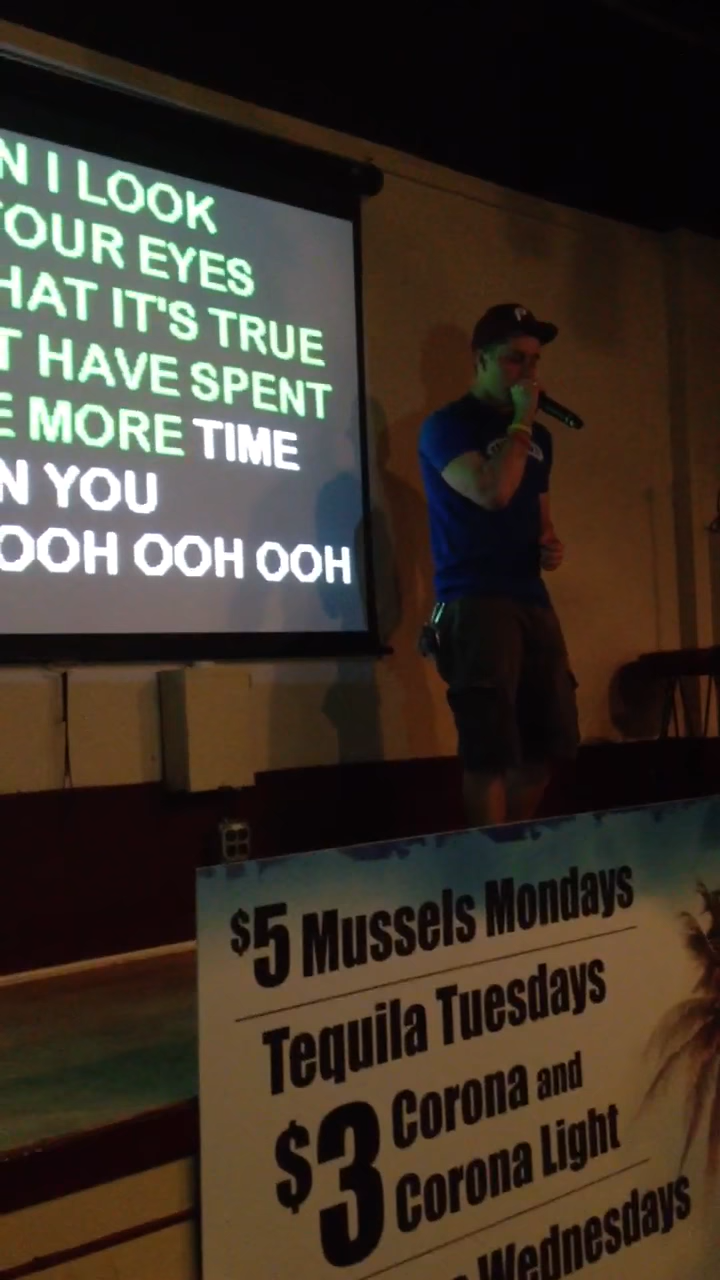 N I LOOK
YOUR EYES
HAT IT'S TRUE
T HAVE SPENT
E MORE TIME
N YOU
OOH OOH OOH
P
$5 Mussels Mondays
Tequila Tuesdays
$3 Corona and
Corona Light
Wednesdays